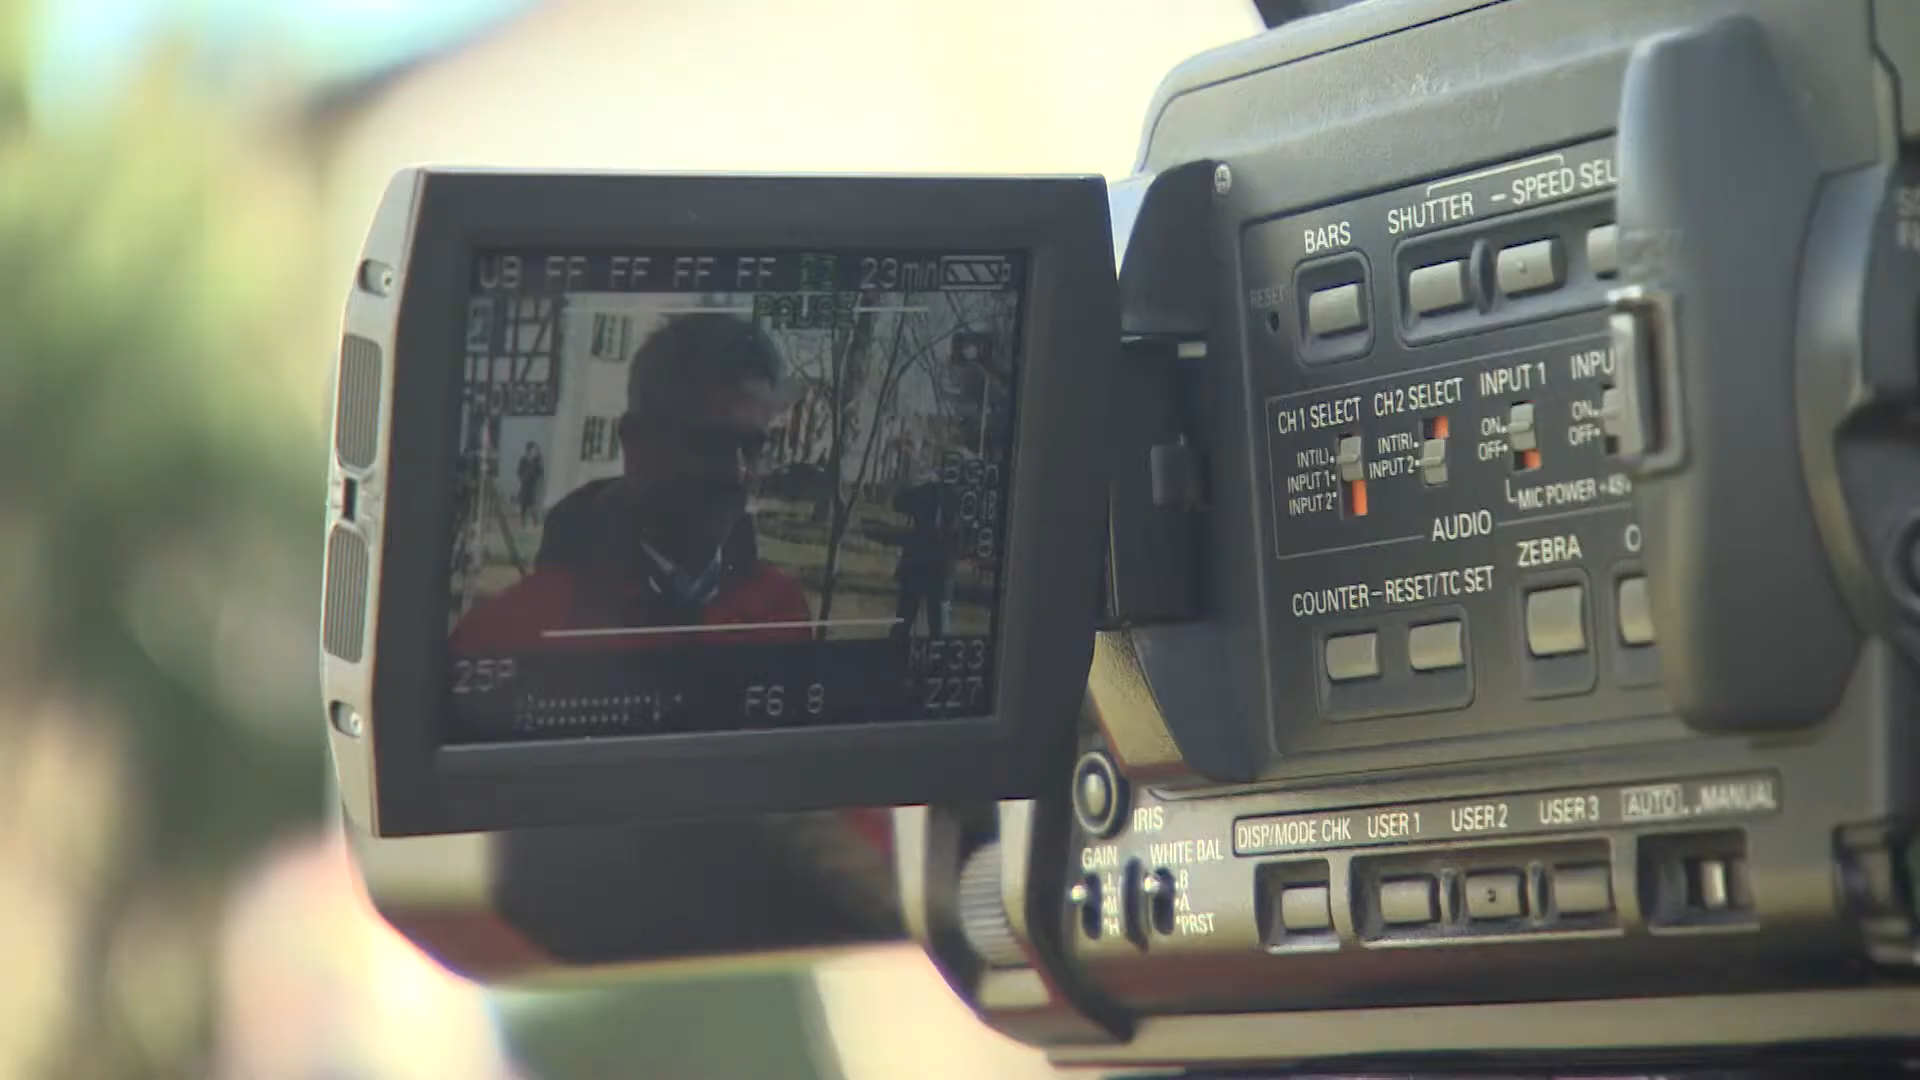 UB FF FF FF FF 12 23min
PAUSE
25P
MF33
F6.8
Z27
BARS
SHUTTER - SPEED SEL
RESET
CH1 SELECT
INT(L)
INPUT 1
INPUT 2
CH2 SELECT
INT(R)
INPUT 2
INPUT 1
ON
OFF
INPU
ON
OFF
MIC POWER +48
AUDIO
COUNTER-RESET/TC SET
ZEBRA
IRIS
GAIN
L
M
H
WHITE BAL
B
A
PRST
DISP/MODE CHK
USER 1
USER 2
USER 3
AUTO MANUAL